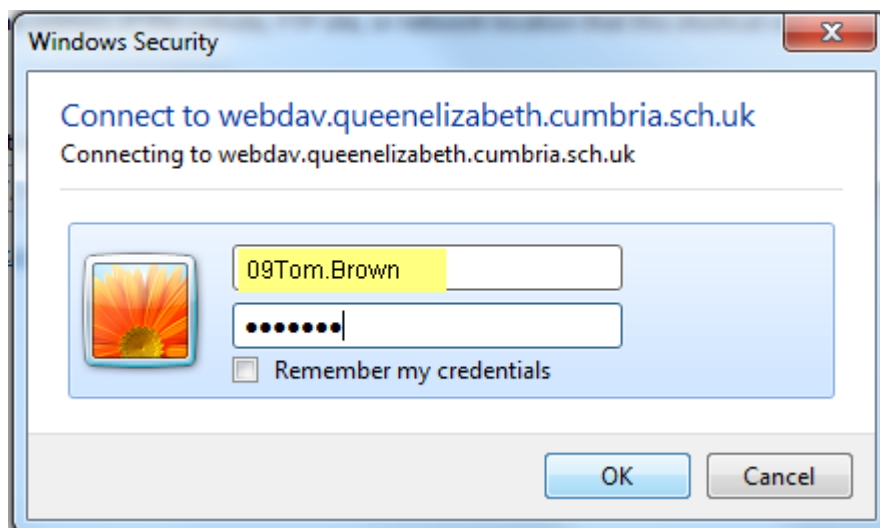 Windows Security
Connect to webdav.queenelizabeth.cumbria.sch.uk
Connecting to webdav.queenelizabeth.cumbria.sch.uk
09Tom.Brown
●●●●●●●
Remember my credentials
OK Cancel